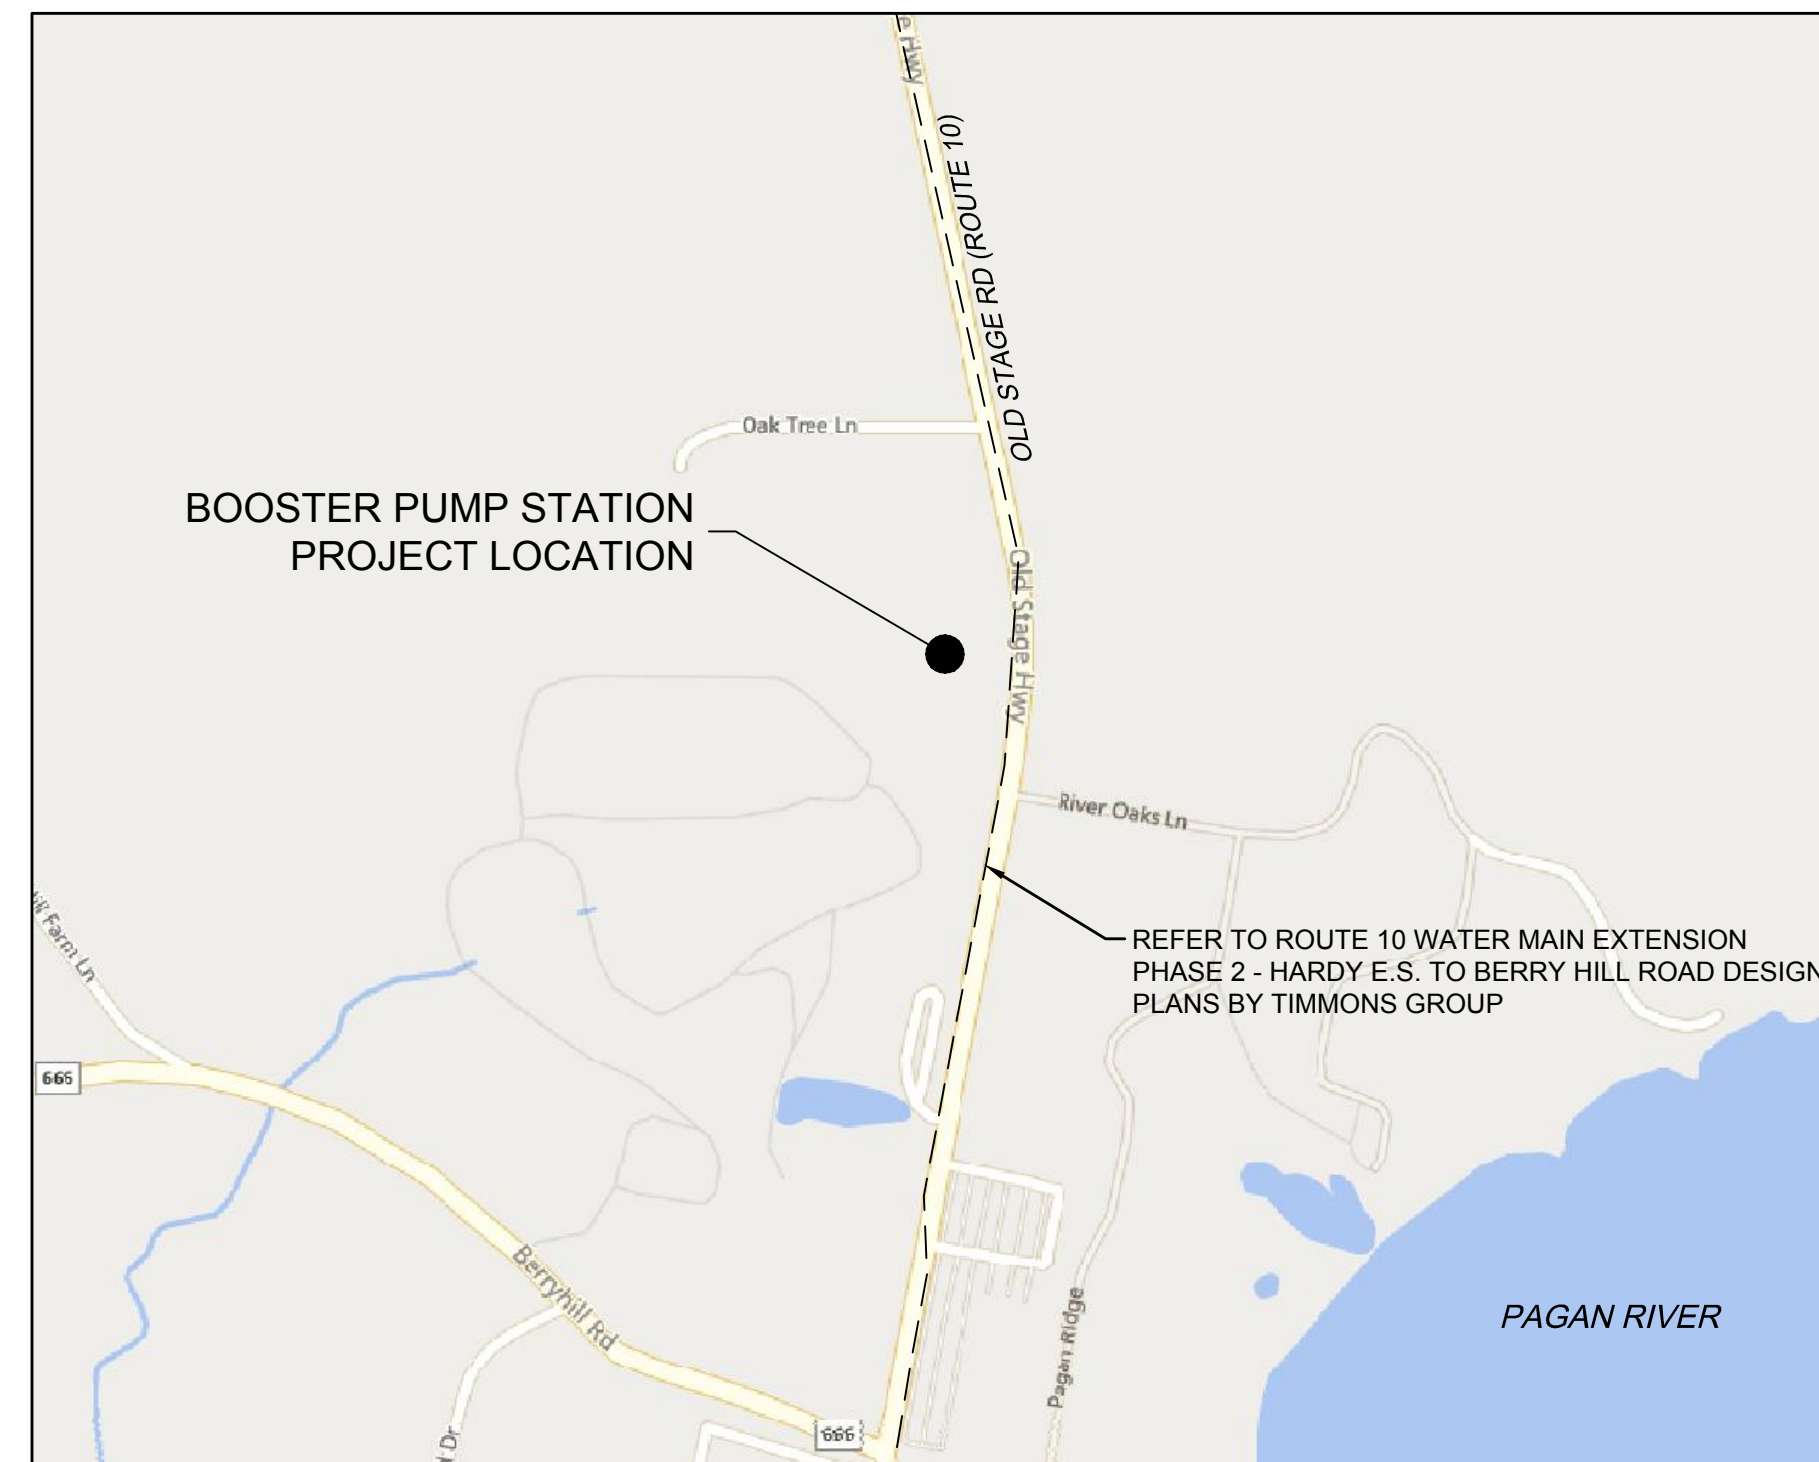 e Hwy
OLD STAGE RD (ROUTE 10)
Oak Tree Ln
BOOSTER PUMP STATION
PROJECT LOCATION
Old Stage Hwy
River Oaks Ln
Farm Ln
REFER TO ROUTE 10 WATER MAIN EXTENSION
PHASE 2 - HARDY E.S. TO BERRY HILL ROAD DESIGN
PLANS BY TIMMONS GROUP
666
Berryhill Rd
Pagan Ridge
PAGAN RIVER
666
Dr